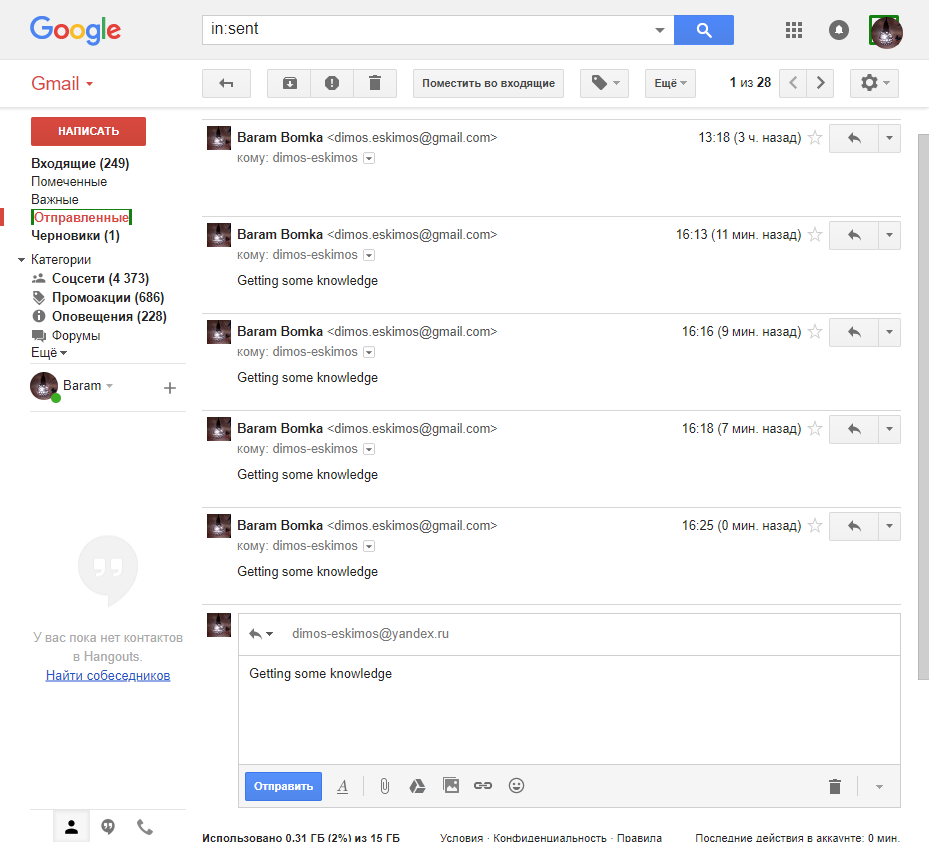 Google
in:sent
Gmail
Поместить во входящие
Ещё
1 из 28
НАПИСАТЬ
Входящие (249)
Помеченные
Важные
Отправленные
Черновики (1)
Категории
Соцсети (4 373)
Промоакции (686)
Оповещения (228)
Форумы
Ещё
Baram
У вас пока нет контактов
в Hangouts.
Найти собеседников
Baram Bomka <dimos.eskimos@gmail.com>
13:18 (3 ч. назад)
кому: dimos-eskimos
Baram Bomka <dimos.eskimos@gmail.com>
16:13 (11 мин. назад)
кому: dimos-eskimos
Getting some knowledge
Baram Bomka <dimos.eskimos@gmail.com>
16:16 (9 мин. назад)
кому: dimos-eskimos
Getting some knowledge
Baram Bomka <dimos.eskimos@gmail.com>
16:18 (7 мин. назад)
кому: dimos-eskimos
Getting some knowledge
Baram Bomka <dimos.eskimos@gmail.com>
16:25 (0 мин. назад)
кому: dimos-eskimos
Getting some knowledge
dimos-eskimos@yandex.ru
Getting some knowledge
Отправить
A
Использовано 0,31 ГБ (2%) из 15 ГБ
Условия · Конфиденциальность · Правила
Последние действия в аккаунте: 0 мин.